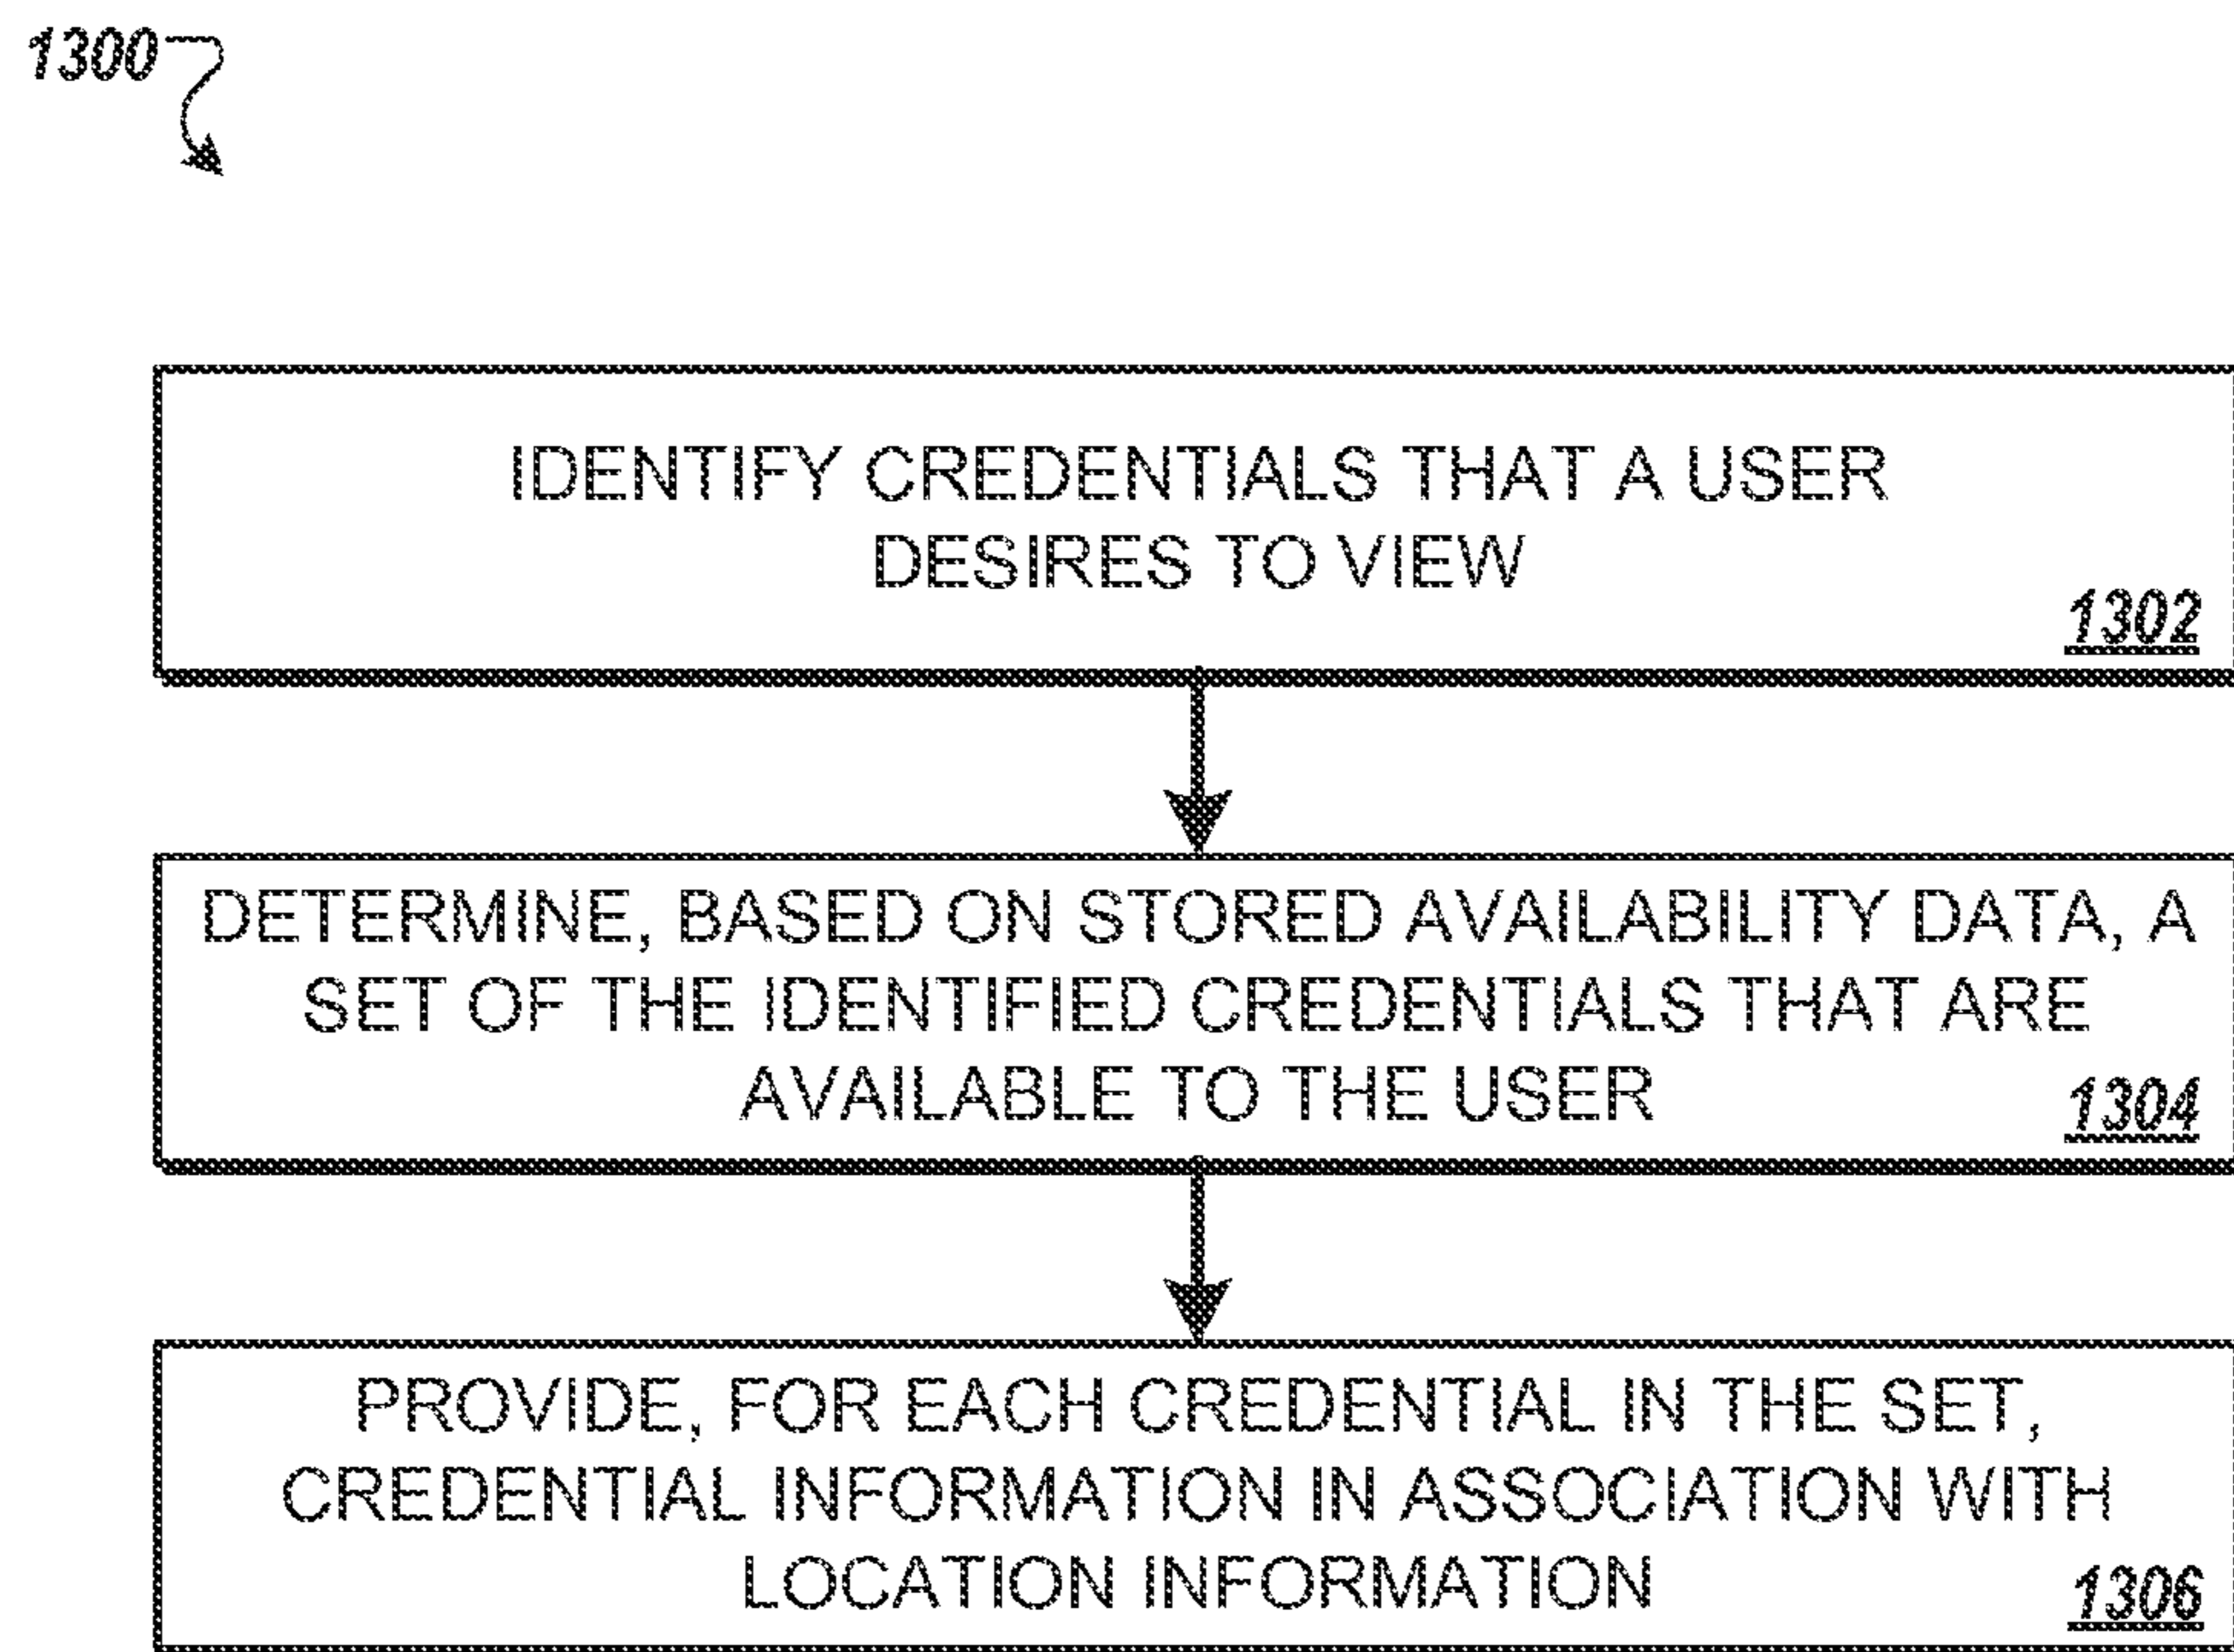 1300
IDENTIFY CREDENTIALS THAT A USER
DESIRES TO VIEW
1302
DETERMINE, BASED ON STORED AVAILABILITY DATA, A
SET OF THE IDENTIFIED CREDENTIALS THAT ARE
AVAILABLE TO THE USER
1304
PROVIDE, FOR EACH CREDENTIAL IN THE SET,
CREDENTIAL INFORMATION IN ASSOCIATION WITH
LOCATION INFORMATION
1306